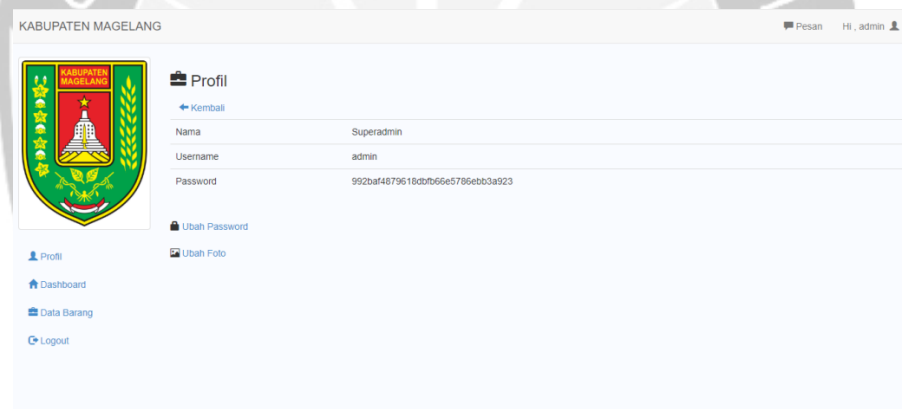 KABUPATEN MAGELANG
Pesan
Hi , admin
KABUPATEN
MAGELANG
Profil
Kembali
Nama Superadmin
Username admin
Password 992baf4879618dbfb66e5786ebb3a923
Ubah Password
Ubah Foto
Profil
Dashboard
Data Barang
Logout